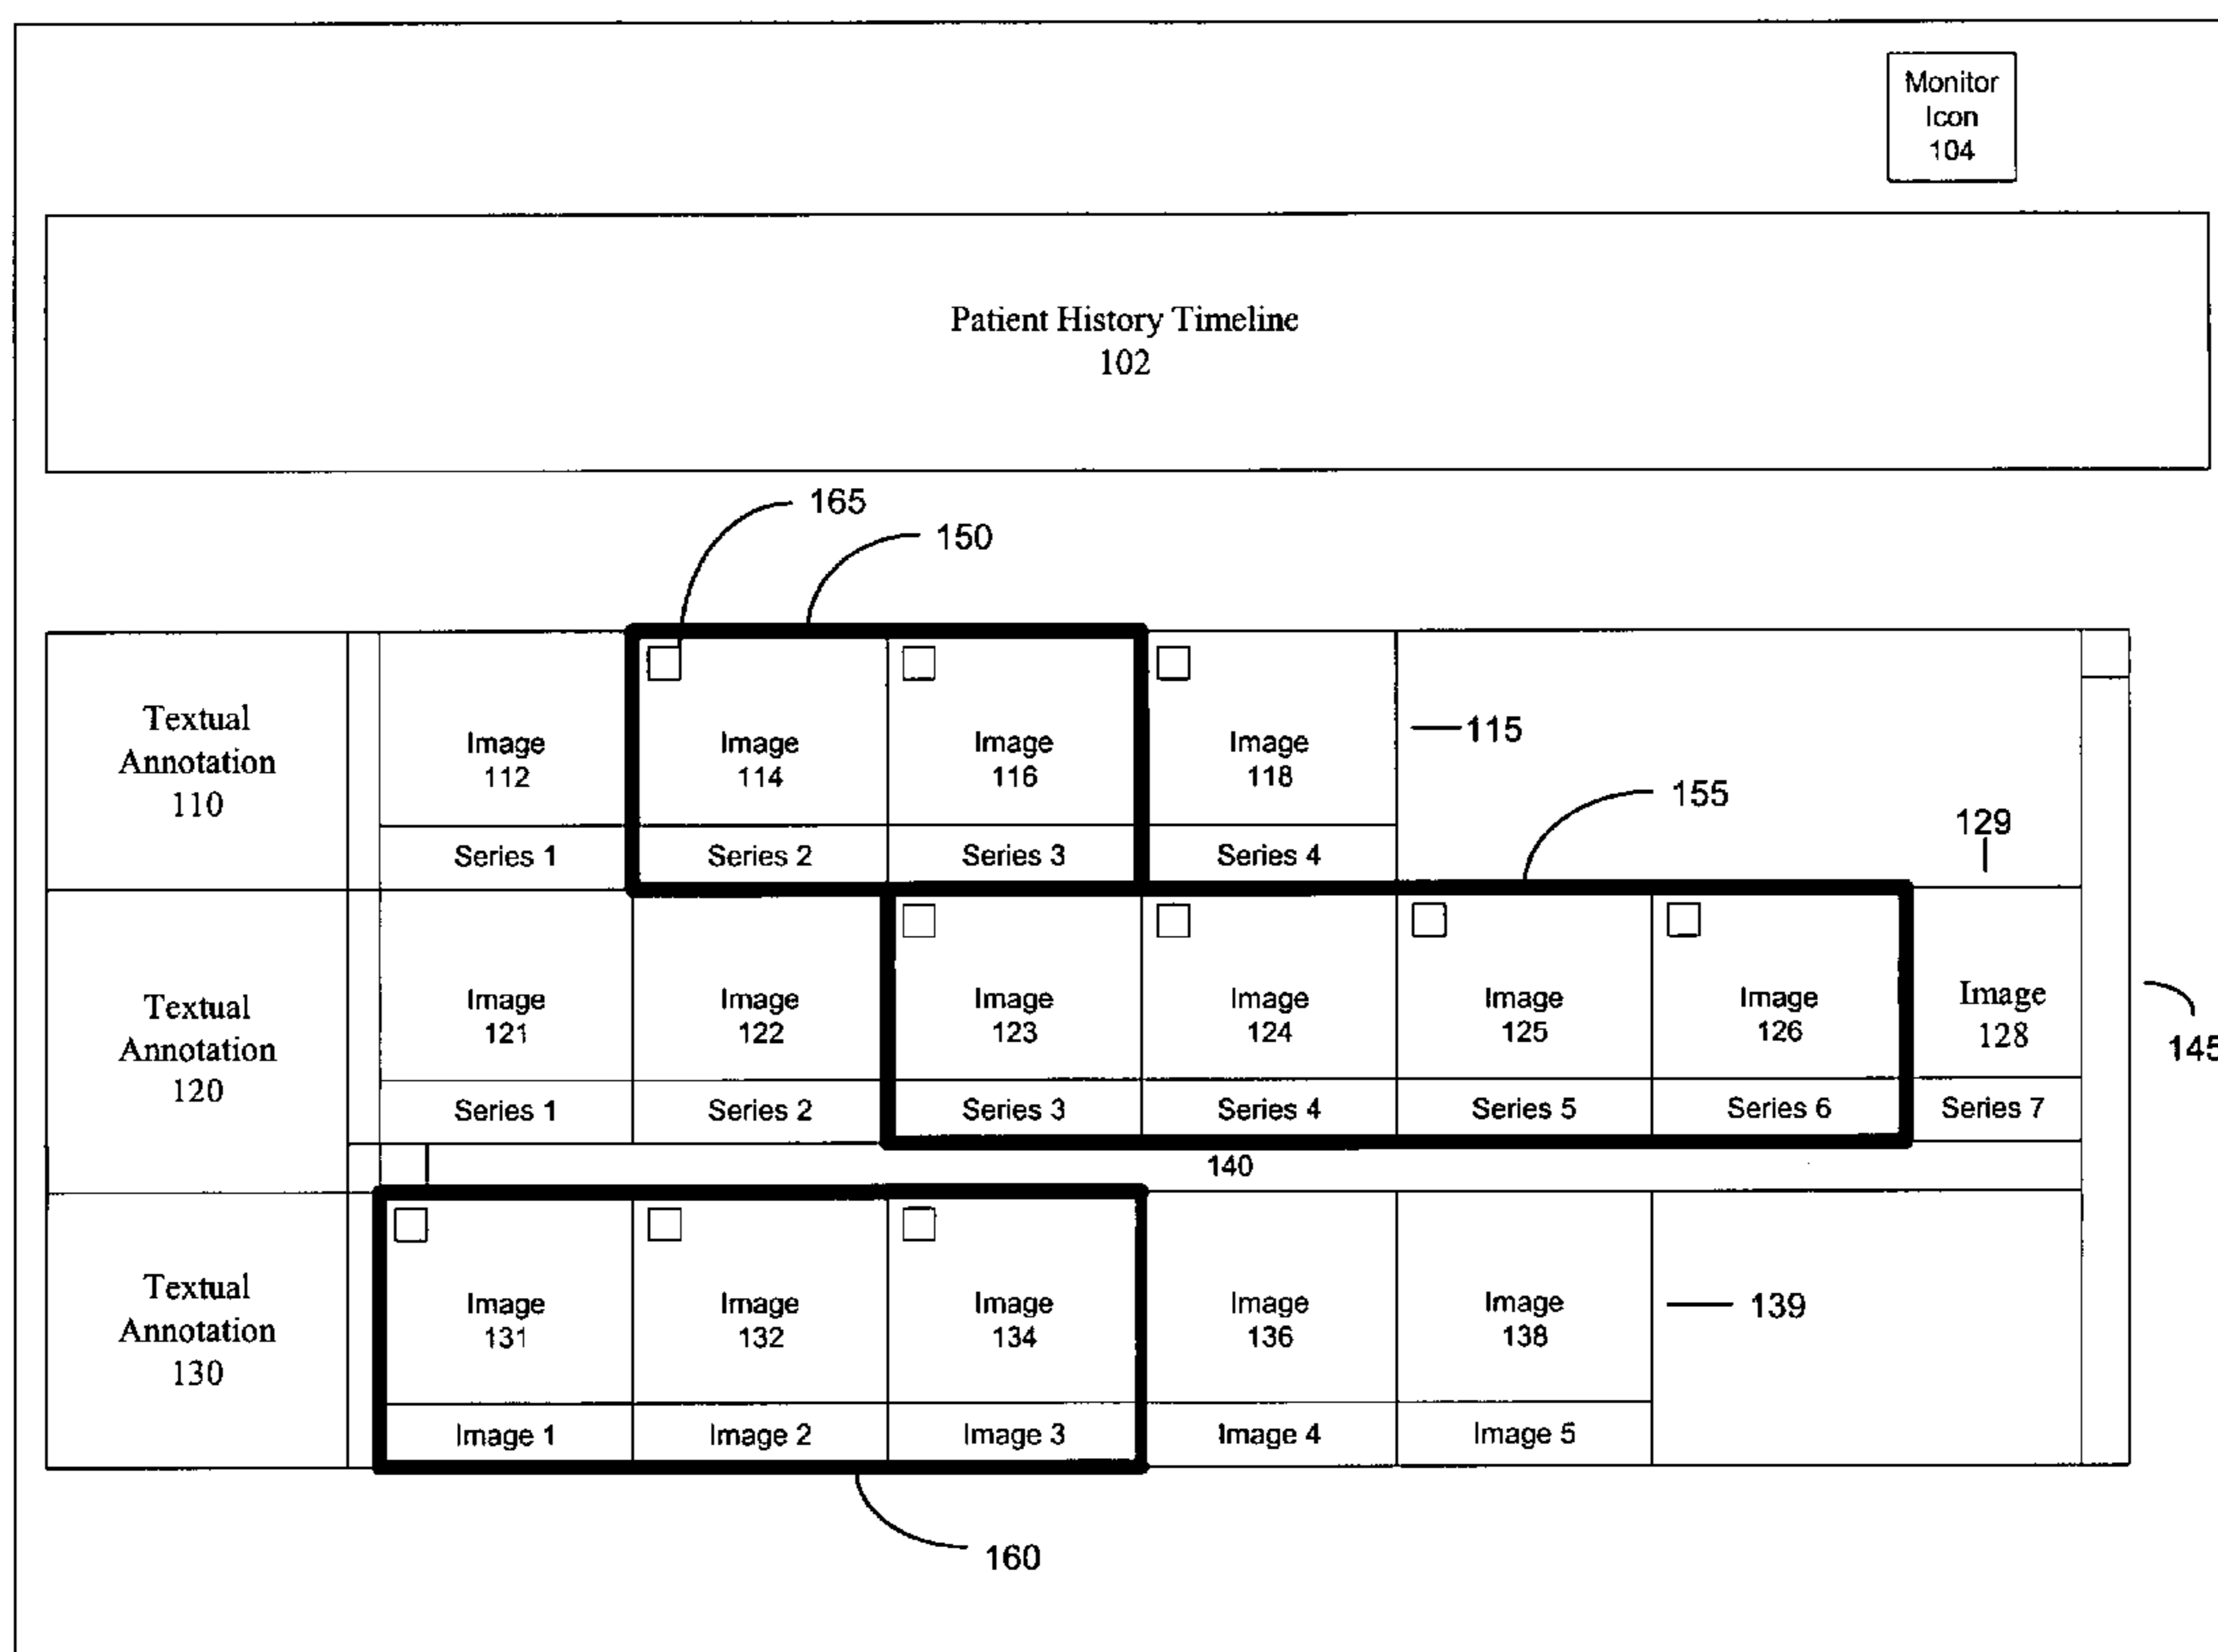 Monitor
Icon
104
Patient History Timeline
102
165
150
Textual
Annotation
110
Image
112
Image
114
Image
116
Image
118
115
Series 1
Series 2
Series 3
Series 4
155
129
Textual
Annotation
120
Image
121
Image
122
Image
123
Image
124
Image
125
Image
126
Image
128
145
Series 1
Series 2
Series 3
Series 4
Series 5
Series 6
Series 7
140
Textual
Annotation
130
Image
131
Image
132
Image
134
Image
136
Image
138
139
Image 1
Image 2
Image 3
Image 4
Image 5
160